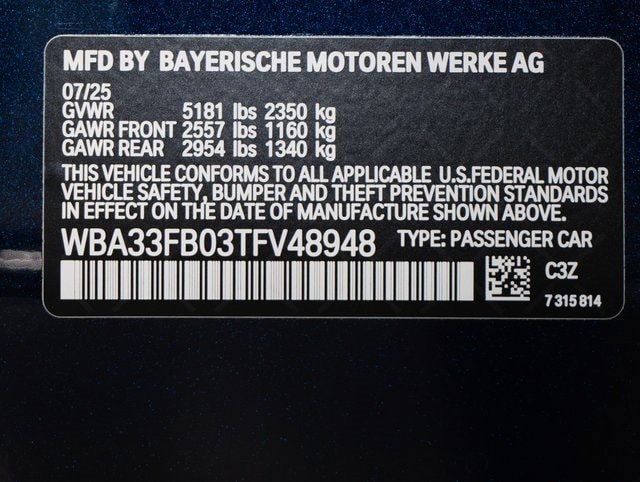 MFD BY BAYERISCHE MOTOREN WERKE AG
07/25
GVWR 5181 lbs 2350 kg
GAWR FRONT 2557 lbs 1160 kg
GAWR REAR 2954 lbs 1340 kg
THIS VEHICLE CONFORMS TO ALL APPLICABLE U.S.FEDERAL MOTOR
VEHICLE SAFETY, BUMPER AND THEFT PREVENTION STANDARDS
IN EFFECT ON THE DATE OF MANUFACTURE SHOWN ABOVE.
WBA33FB03TFV48948 TYPE: PASSENGER CAR
C3Z
7 315 814